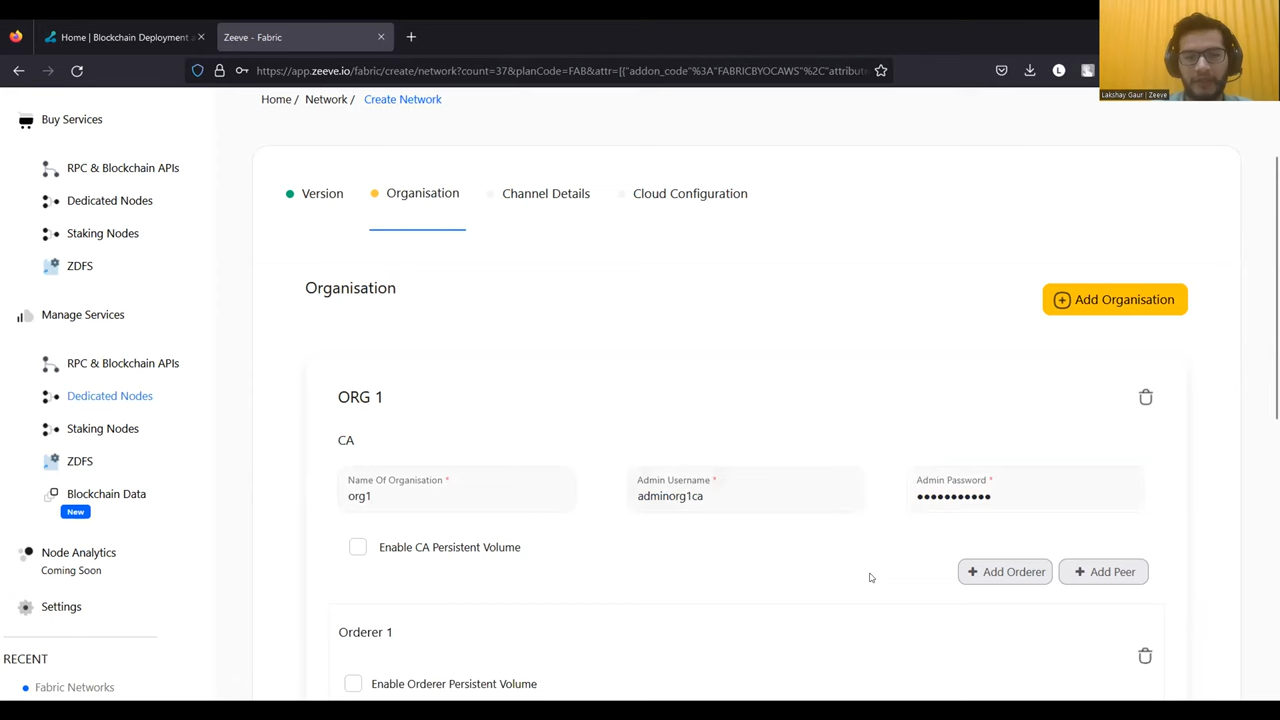 Home | Blockchain Deployment
Zeeve - Fabric
https://app.zeeve.io/fabric/create/network?count=37&planCode=FAB&attr=[{"addon_code"%3A"FABRICBYOCAWS"%2C"attribute
Lakshay Gaur | Zeeve
Home / Network / Create Network
Buy Services
RPC & Blockchain APIs
Dedicated Nodes
Staking Nodes
ZDFS
Manage Services
RPC & Blockchain APIs
Dedicated Nodes
Staking Nodes
ZDFS
Blockchain Data
New
Node Analytics
Coming Soon
Settings
RECENT
Fabric Networks
Version Organisation Channel Details Cloud Configuration
Organisation
Add Organisation
ORG 1
CA
Name Of Organisation * Admin Username * Admin Password *
org1 adminorg1ca •••••••••••
Enable CA Persistent Volume
+ Add Orderer + Add Peer
Orderer 1
Enable Orderer Persistent Volume